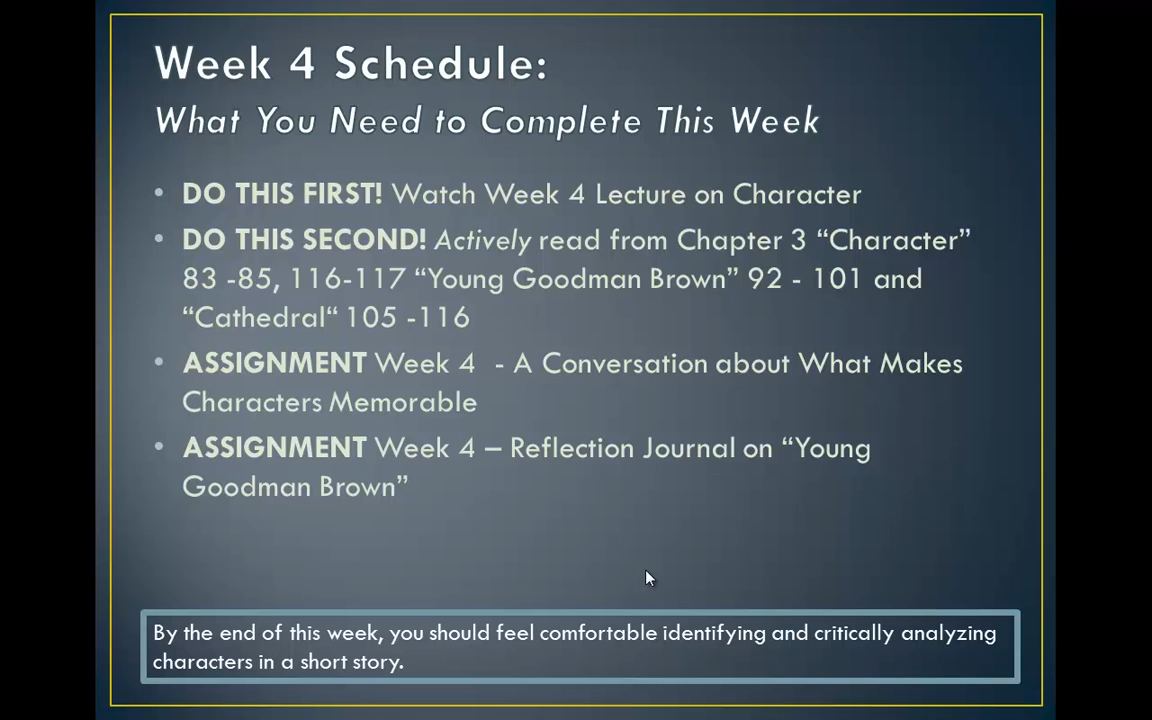 Week 4 Schedule:
What You Need to Complete This Week
• DO THIS FIRST! Watch Week 4 Lecture on Character
• DO THIS SECOND! Actively read from Chapter 3 “Character”
83 -85, 116-117 “Young Goodman Brown” 92 - 101 and
“Cathedral“ 105 -116
• ASSIGNMENT Week 4  - A Conversation about What Makes
Characters Memorable
• ASSIGNMENT Week 4 – Reflection Journal on “Young
Goodman Brown”
By the end of this week, you should feel comfortable identifying and critically analyzing
characters in a short story.